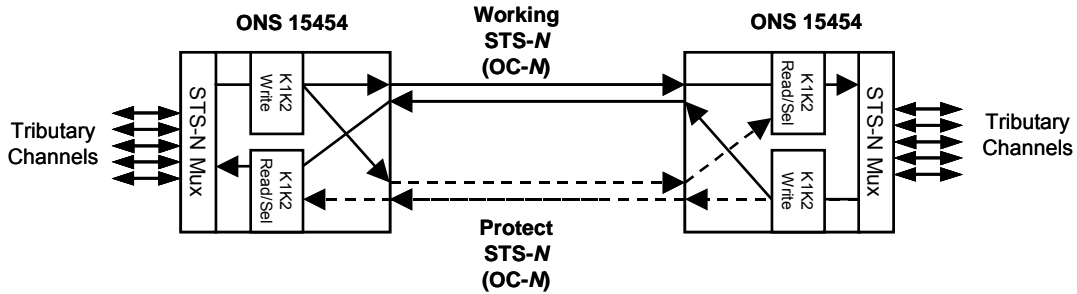 Working
STS-N
(OC-N)
ONS 15454
ONS 15454
Tributary
Channels
STS-N Mux
K1K2
Write
K1K2
Read/Sel
K1K2
Read/Sel
K1K2
Write
STS-N Mux
Tributary
Channels
Protect
STS-N
(OC-N)